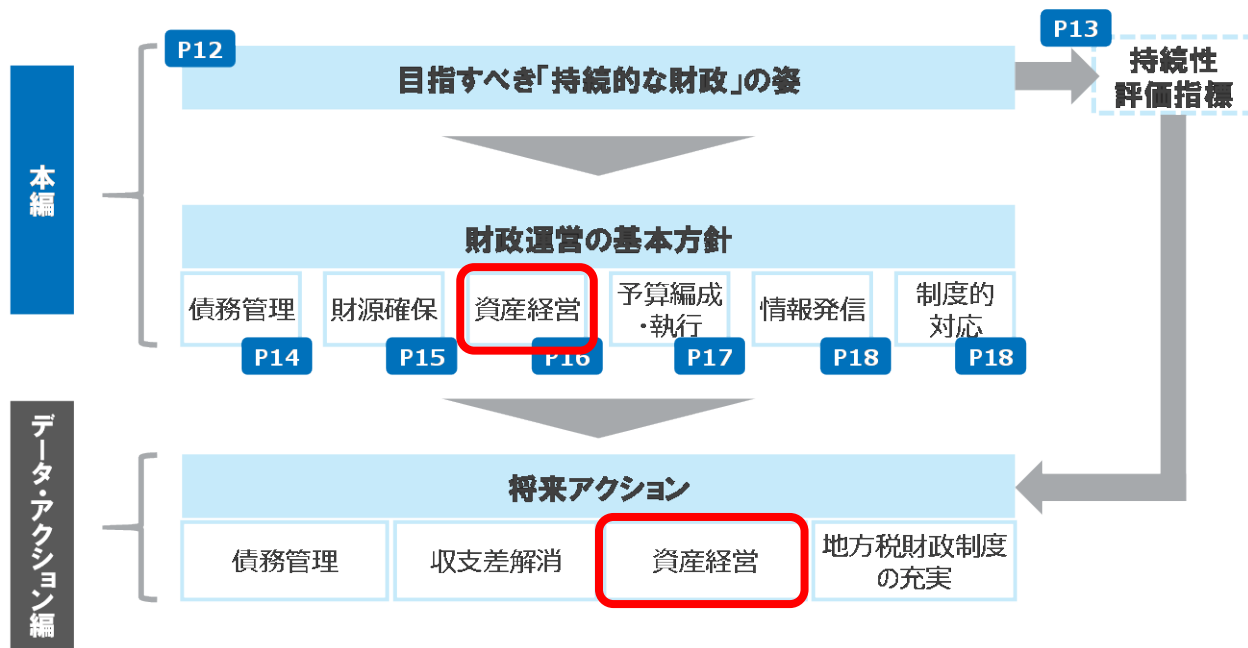 P12
目指すべき「持続的な財政」の姿
P13
持続性
評価指標
本編
財政運営の基本方針
債務管理
財源確保
資産経営
予算編成
・執行
情報発信
制度的
対応
P14
P15
P16
P17
P18
P18
データ・アクション編
将来アクション
債務管理
収支差解消
資産経営
地方税財政制度
の充実